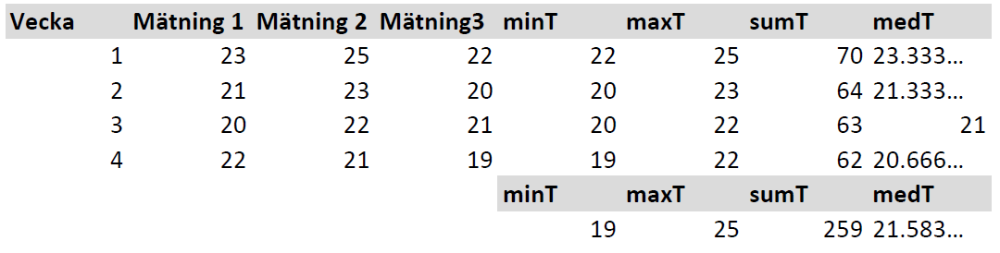 Vecka Mätning 1 Mätning 2 Mätning3 minT maxT sumT medT
1 23 25 22 22 25 70 23.333…
2 21 23 20 20 23 64 21.333…
3 20 22 21 20 22 63 21
4 22 21 19 19 22 62 20.666…
minT maxT sumT medT
19 25 259 21.583…